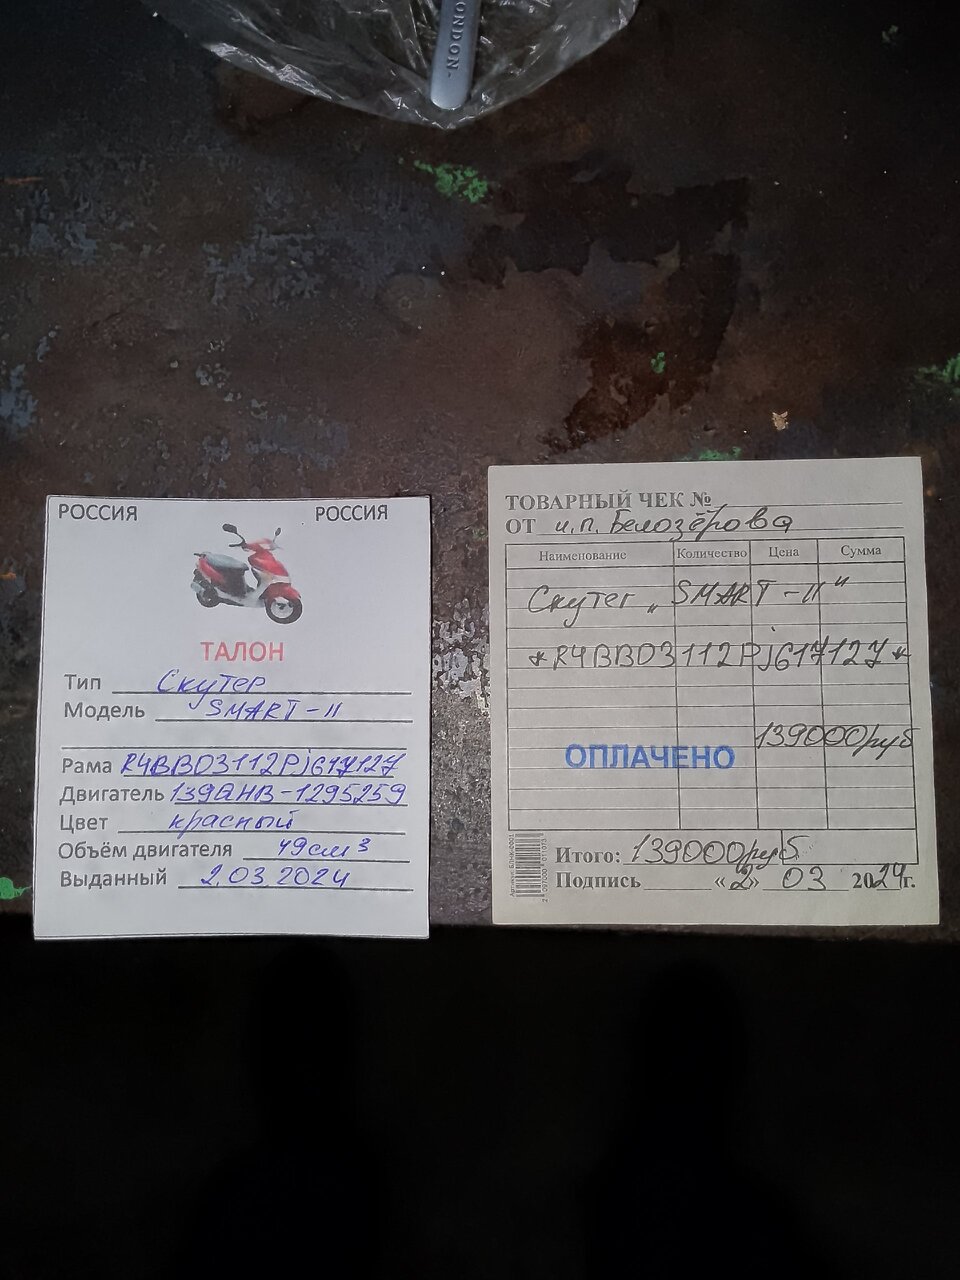 LONDON
РОССИЯ РОССИЯ
ТАЛОН
Тип Скутер
Модель SMART-II
Рама R4BBD3112Pj617127
Двигатель 139QHB-1295259
Цвет красный
Объём двигателя 49см³
Выданный 2.03.2024
ТОВАРНЫЙ ЧЕК №
ОТ и.п. Белозёрова
Наименование Количество Цена Сумма
Скутег „SMART-II"
*R4BBD3112Pj617127*
139000руб
ОПЛАЧЕНО
Итого: 139000руб
Подпись «2» 03 2024г.